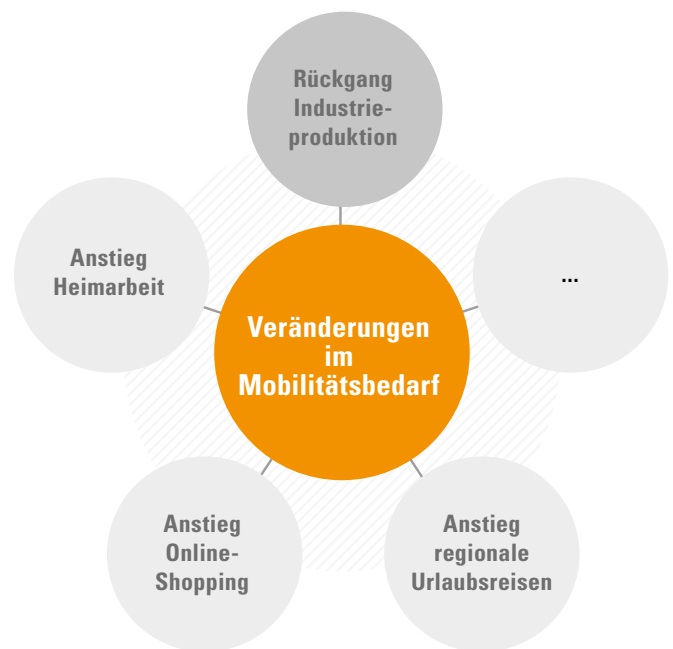 Rückgang
Industrie-
produktion
Anstieg
Heimarbeit
...
Veränderungen
im
Mobilitätsbedarf
Anstieg
Online-
Shopping
Anstieg
regionale
Urlaubsreisen